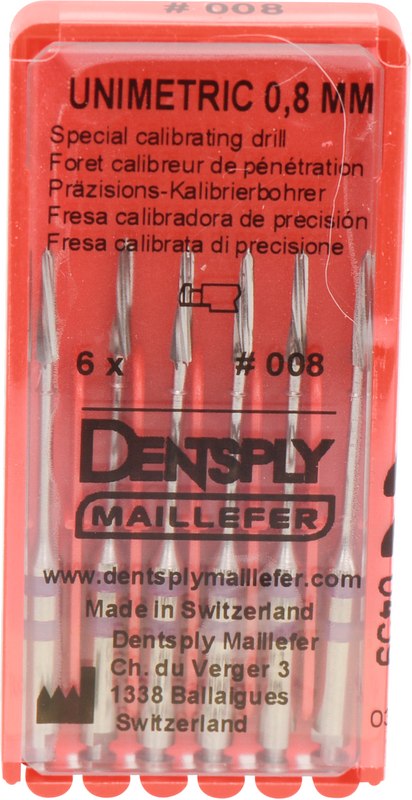 # 008
UNIMETRIC 0,8 MM
Special calibrating drill
Foret calibreur de pénétration
Präzisions-Kalibrierbohrer
Fresa calibradora de precisión
Fresa calibrata di precisione
6 x # 008
DENTSPLY
MAILLEFER
www.dentsplymaillefer.com
Made in Switzerland
Dentsply Maillefer
Ch. du Verger 3
1338 Ballaigues
Switzerland